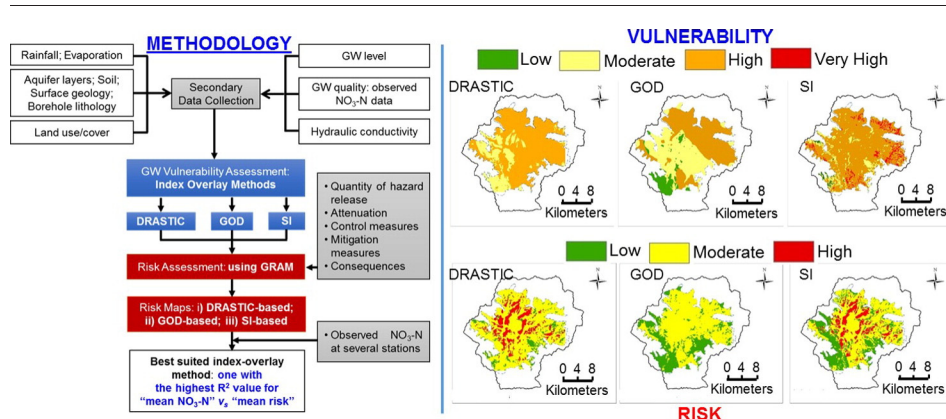 METHODOLOGY
Rainfall; Evaporation
Aquifer layers; Soil;
Surface geology;
Borehole lithology
Land use/cover
Secondary
Data Collection
GW level
GW quality: observed
NO3-N data
Hydraulic conductivity
GW Vulnerability Assessment:
Index Overlay Methods
DRASTIC
GOD
SI
• Quantity of hazard
release
• Attenuation
• Control measures
• Mitigation
measures
• Consequences
Risk Assessment: using GRAM
Risk Maps: i) DRASTIC-based;
ii) GOD-based; iii) SI-based
• Observed NO3-N
at several stations
Best suited index-overlay
method: one with
the highest R² value for
“mean NO3-N” vs “mean risk”
VULNERABILITY
Low Moderate High Very High
DRASTIC
N
0 4 8
Kilometers
GOD
N
0 4 8
Kilometers
SI
N
0 4 8
Kilometers
Low Moderate High
DRASTIC
N
0 4 8
Kilometers
GOD
N
0 4 8
Kilometers
SI
N
0 4 8
Kilometers
RISK